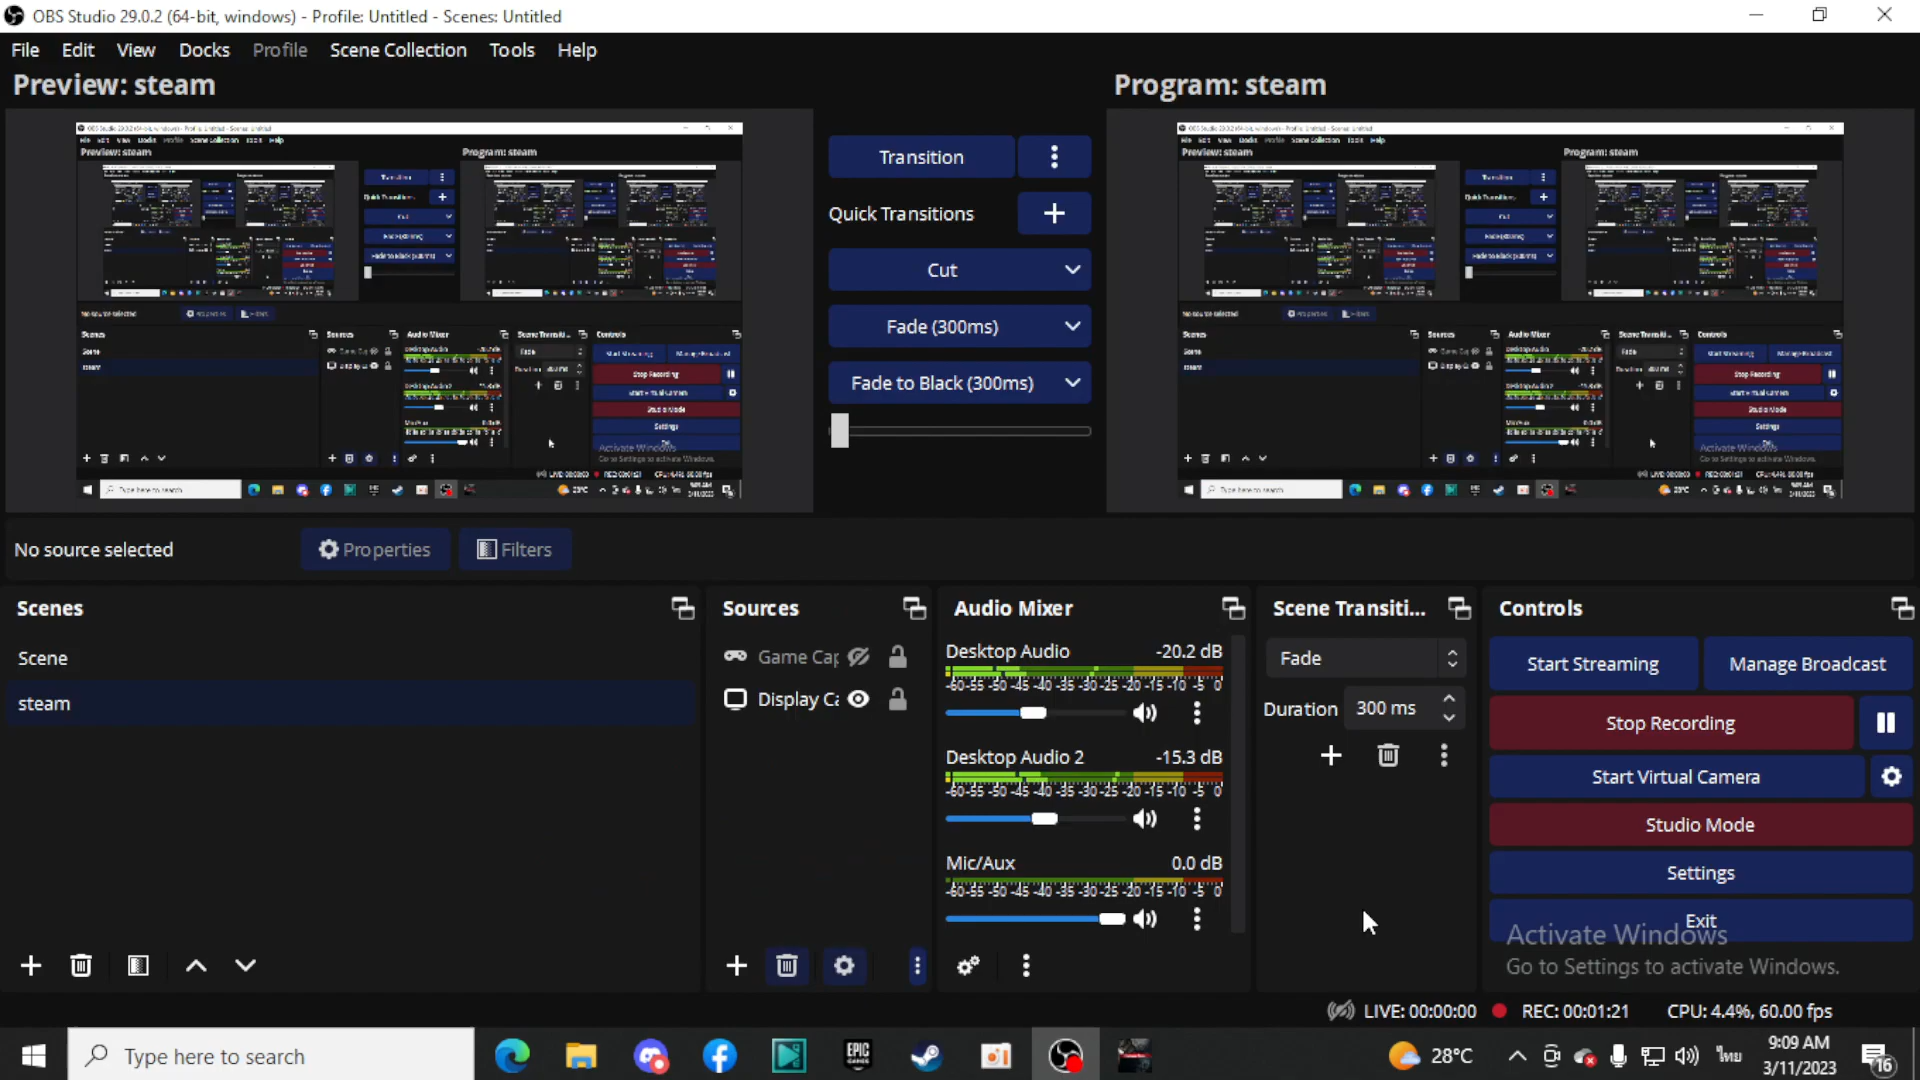 OBS Studio 29.0.2 (64-bit, windows) - Profile: Untitled - Scenes: Untitled
File Edit View Docks Profile Scene Collection Tools Help
Preview: steam
Program: steam
Transition
Quick Transitions
Cut
Fade (300ms)
Fade to Black (300ms)
No source selected
Properties
Filters
Scenes
Scene
steam
Sources
Game Cap
Display Ca
Audio Mixer
Desktop Audio -20.2 dB
-60 -55 -50 -45 -40 -35 -30 -25 -20 -15 -10 -5 0
Desktop Audio 2 -15.3 dB
-60 -55 -50 -45 -40 -35 -30 -25 -20 -15 -10 -5 0
Mic/Aux 0.0 dB
-60 -55 -50 -45 -40 -35 -30 -25 -20 -15 -10 -5 0
Scene Transiti...
Fade
Duration 300 ms
Controls
Start Streaming
Manage Broadcast
Stop Recording
Start Virtual Camera
Studio Mode
Settings
Exit
Activate Windows
Go to Settings to activate Windows.
LIVE: 00:00:00 REC: 00:01:21 CPU: 4.4%, 60.00 fps
Type here to search
EPIC
GAMES
28°C
ไทย
9:09 AM
3/11/2023
16